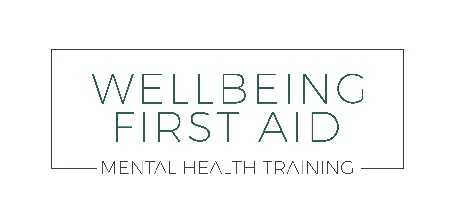 WELLBEING
FIRST AID
MENTAL HEALTH TRAINING